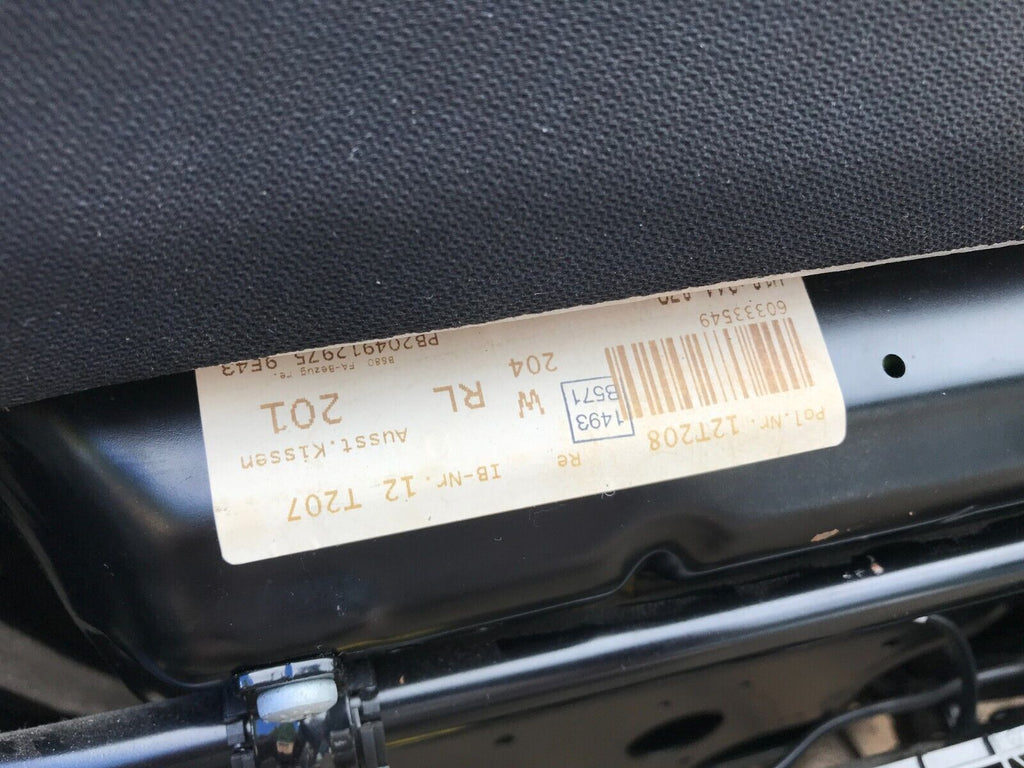 Pol.Nr. 12T208
Re
IB-Nr. 12 T207
1493
B571
W RL
204
Ausst.Kissen
201
60333549
FA-Bezug re.
PB204912975 9E43